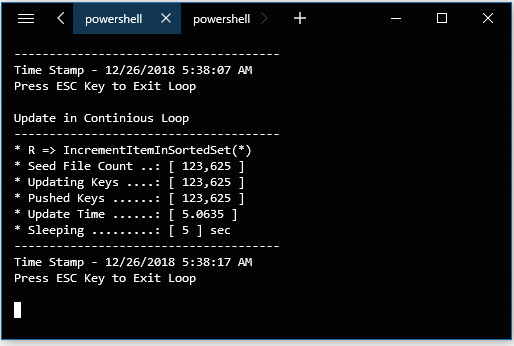 powershell
powershell
--------------------------------------
Time Stamp - 12/26/2018 5:38:07 AM
Press ESC Key to Exit Loop
Update in Continious Loop
--------------------------------------
* R => IncrementItemInSortedSet(*)
* Seed File Count ..: [ 123,625 ]
* Updating Keys .....: [ 123,625 ]
* Pushed Keys ......: [ 123,625 ]
* Update Time ......: [ 5.0635 ]
* Sleeping .........: [ 5 ] sec
--------------------------------------
Time Stamp - 12/26/2018 5:38:17 AM
Press ESC Key to Exit Loop